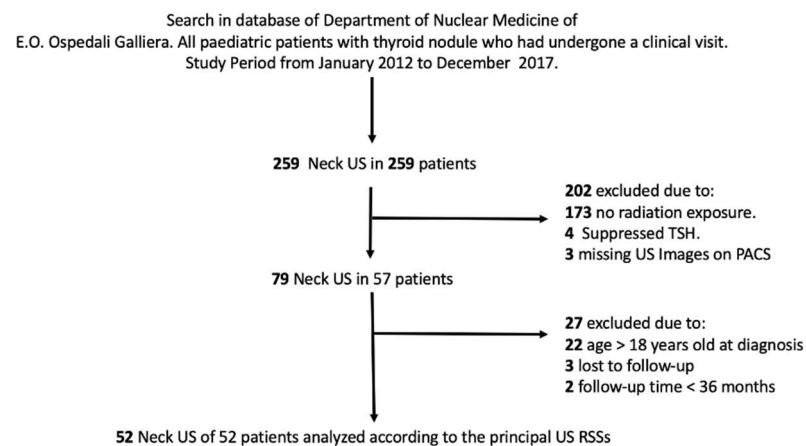 Search in database of Department of Nuclear Medicine of
E.O. Ospedali Galliera. All paediatric patients with thyroid nodule who had undergone a clinical visit.
Study Period from January 2012 to December 2017.
259 Neck US in 259 patients
202 excluded due to:
173 no radiation exposure.
4 Suppressed TSH.
3 missing US Images on PACS
79 Neck US in 57 patients
27 excluded due to:
22 age > 18 years old at diagnosis
3 lost to follow-up
2 follow-up time < 36 months
52 Neck US of 52 patients analyzed according to the principal US RSSs